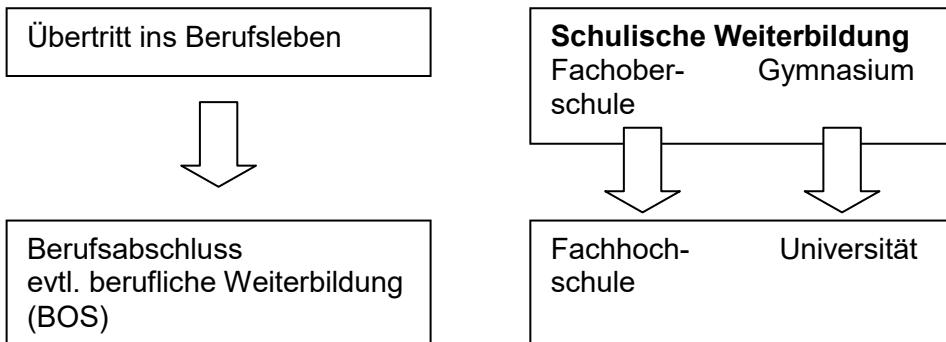 Übertritt ins Berufsleben
Schulische Weiterbildung
Fachober- Gymnasium
schule
Berufsabschluss
evtl. berufliche Weiterbildung
(BOS)
Fachhoch- Universität
schule